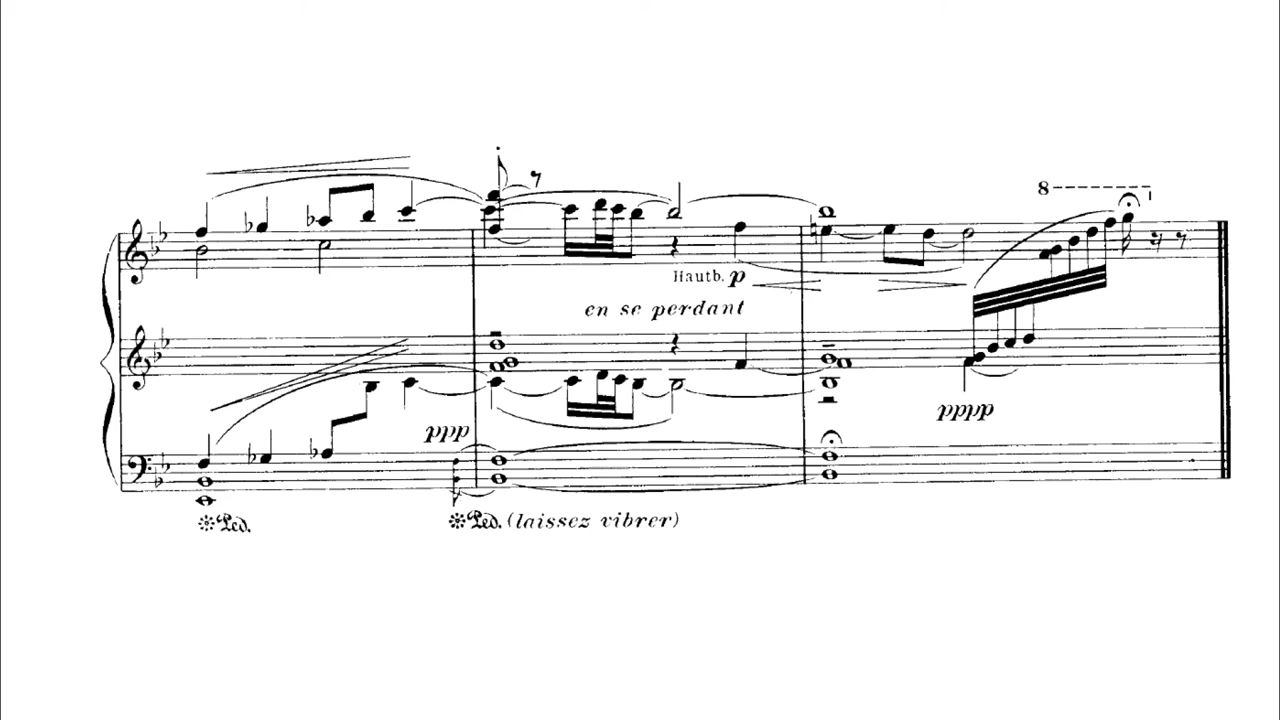 8
Hautb. p
en se perdant
ppp
pppp
Ped.
Ped. (laissez vibrer)